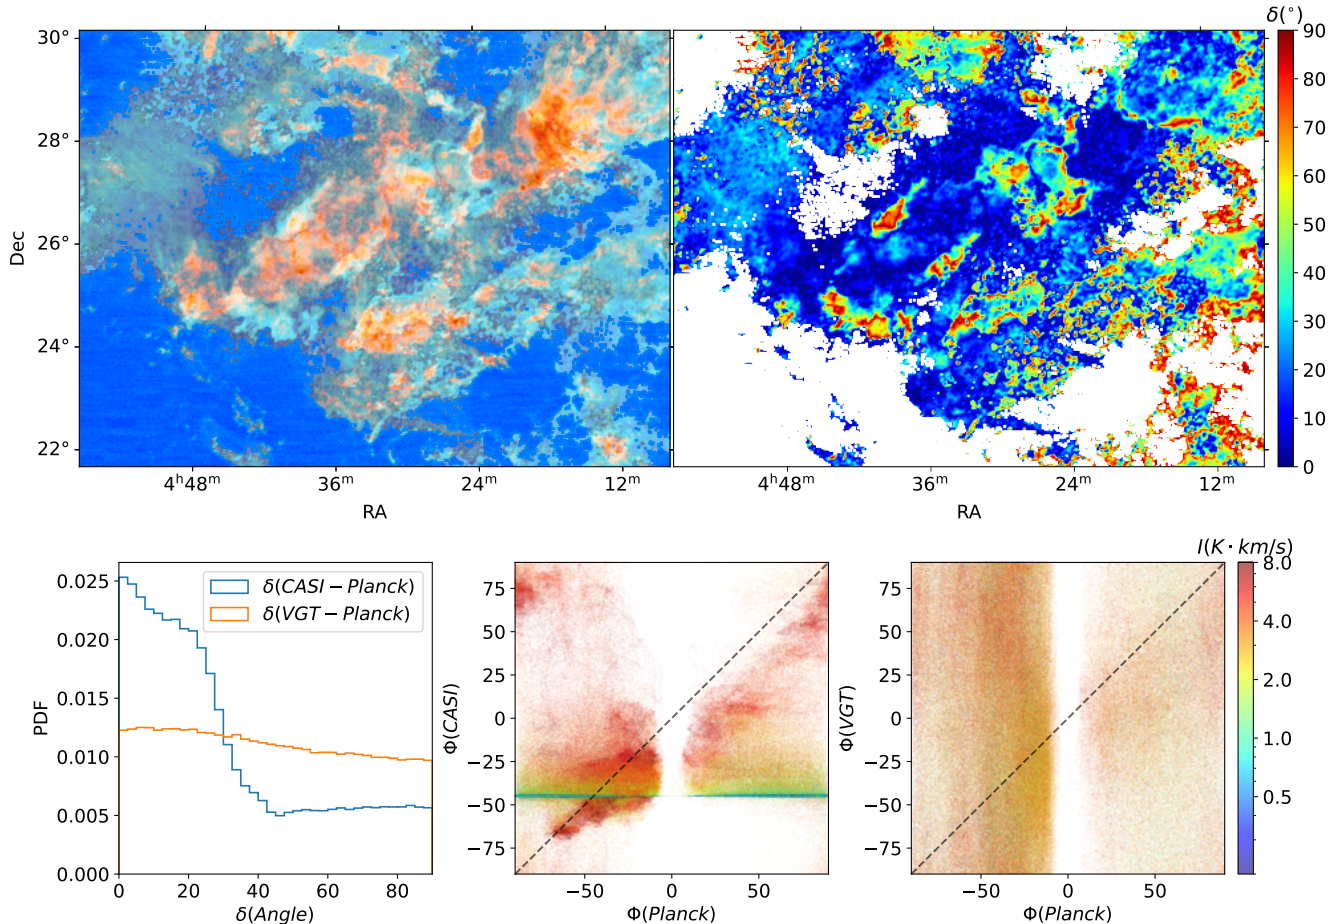 δ(°)
30°
28°
26°
24°
22°
Dec
4ʰ48ᵐ
36ᵐ
24ᵐ
12ᵐ
RA
4ʰ48ᵐ
36ᵐ
24ᵐ
12ᵐ
RA
90
80
70
60
50
40
30
20
10
0
0.025
0.020
0.015
0.010
0.005
0.000
PDF
δ(CASI − Planck)
δ(VGT − Planck)
0
20
40
60
80
δ(Angle)
75
50
25
0
−25
−50
−75
Φ(CASI)
−50
0
50
Φ(Planck)
75
50
25
0
−25
−50
−75
Φ(VGT)
−50
0
50
Φ(Planck)
I(K · km/s)
8.0
4.0
2.0
1.0
0.5